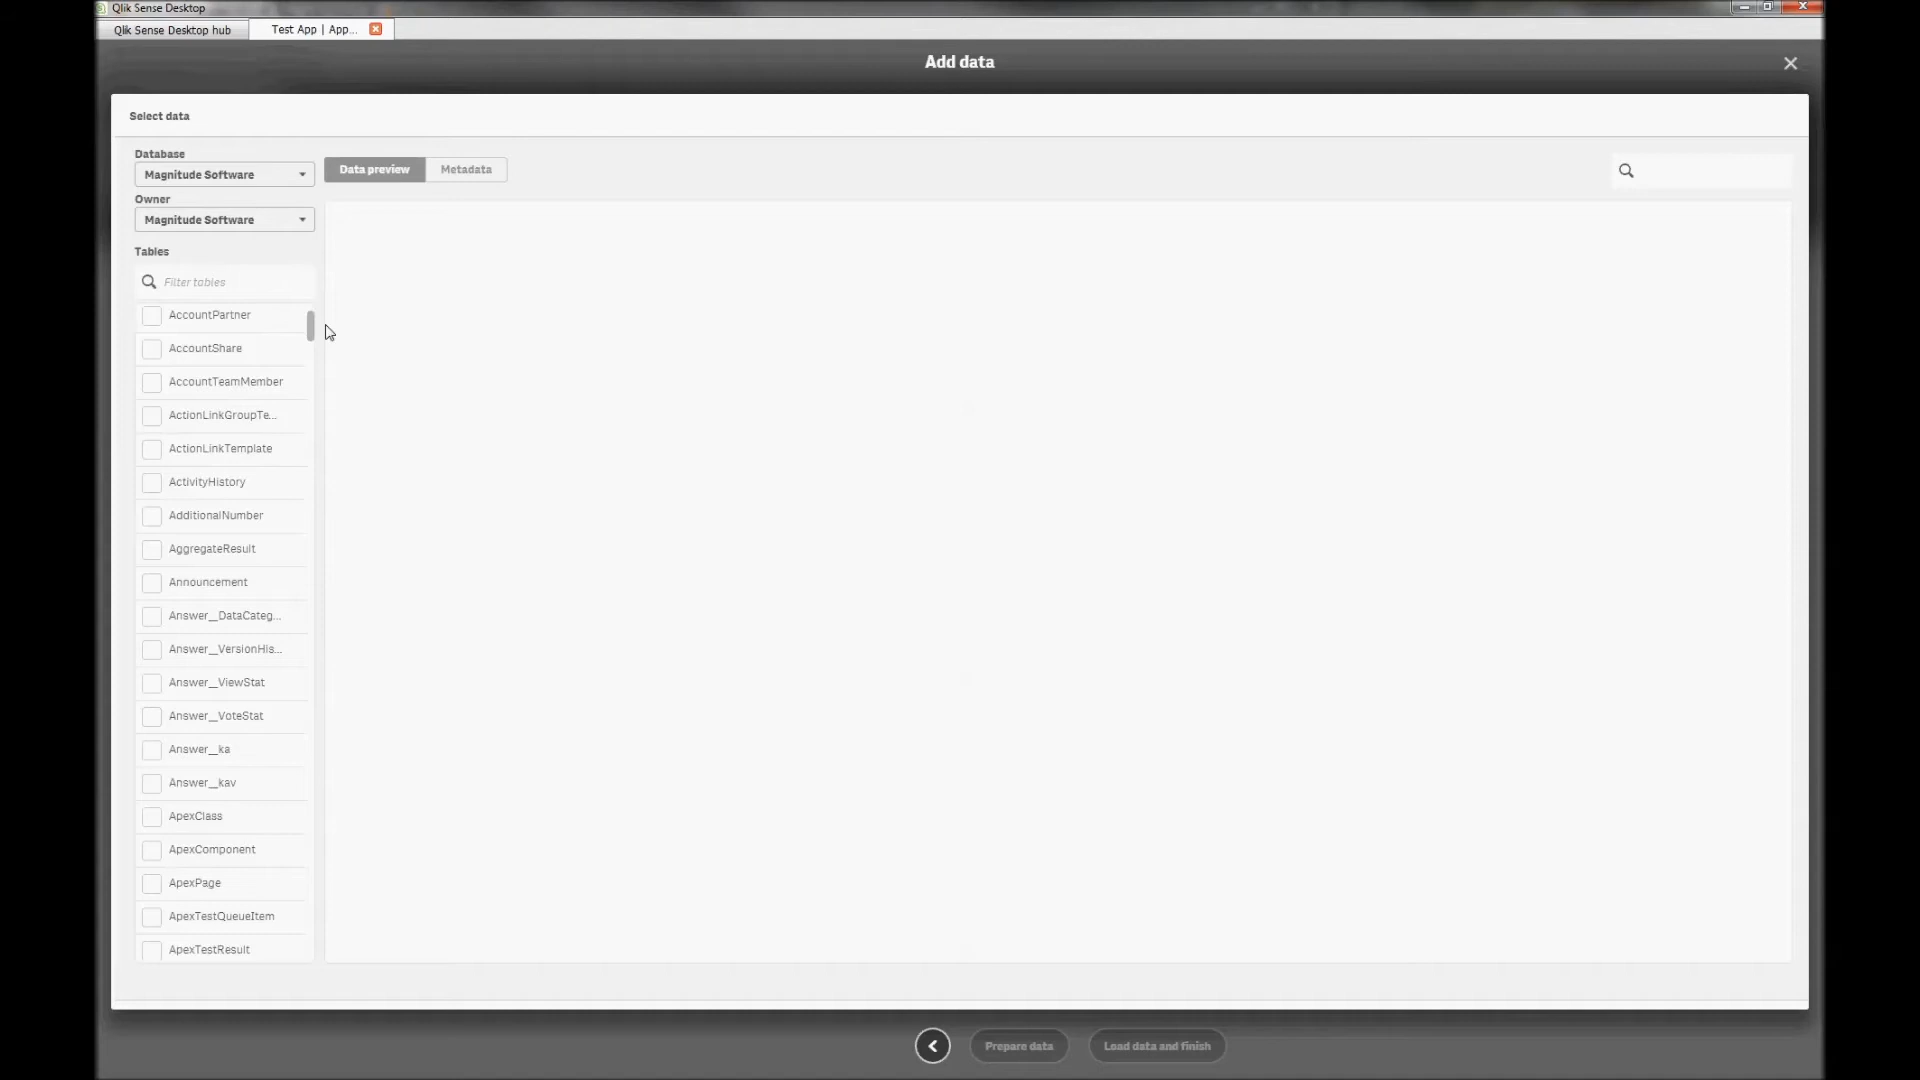 Qlik Sense Desktop
Qlik Sense Desktop hub
Test App | App...
Add data
Select data
Database
Magnitude Software
Data preview
Metadata
Owner
Magnitude Software
Tables
Filter tables
AccountPartner
AccountShare
AccountTeamMember
ActionLinkGroupTe...
ActionLinkTemplate
ActivityHistory
AdditionalNumber
AggregateResult
Announcement
Answer__DataCateg...
Answer__VersionHis...
Answer__ViewStat
Answer__VoteStat
Answer__ka
Answer__kav
ApexClass
ApexComponent
ApexPage
ApexTestQueueItem
ApexTestResult
Prepare data
Load data and finish